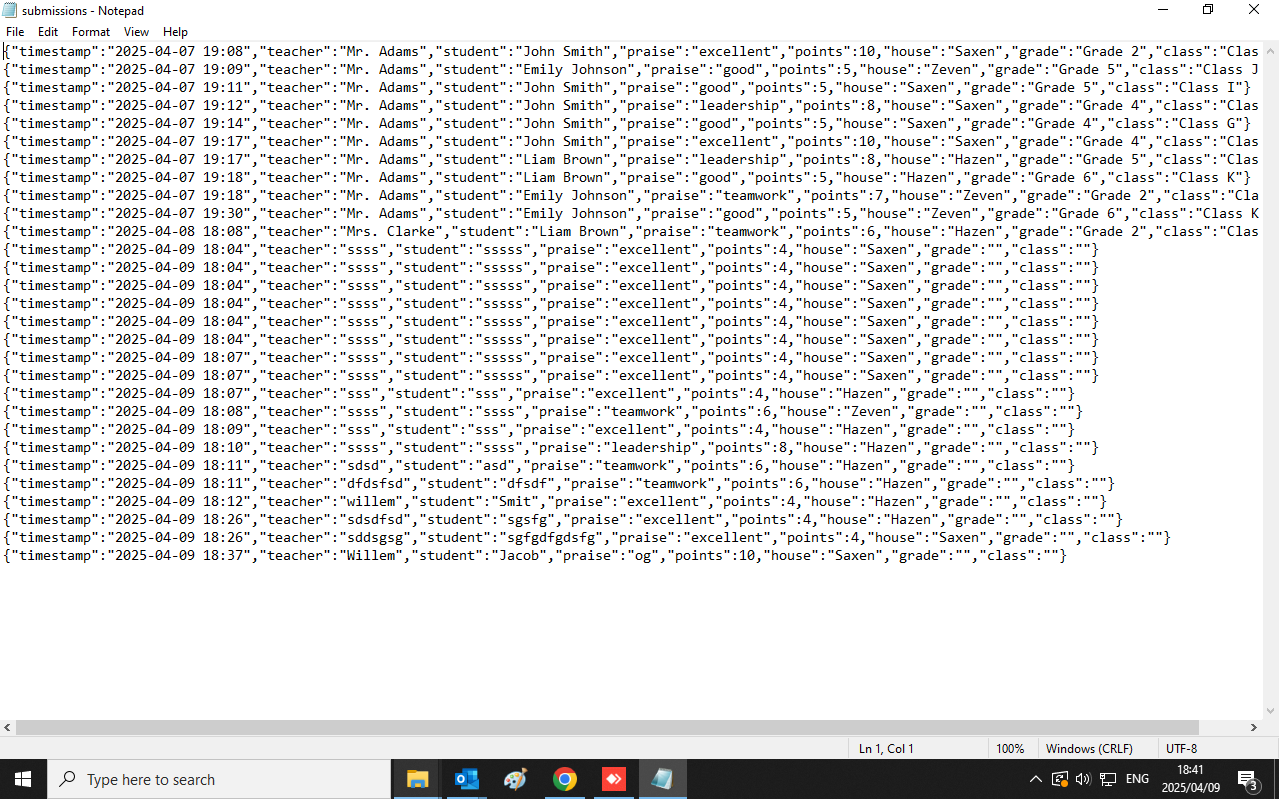 submissions - Notepad
File Edit Format View Help
{"timestamp":"2025-04-07 19:08","teacher":"Mr. Adams","student":"John Smith","praise":"excellent","points":10,"house":"Saxen","grade":"Grade 2","class":"Clas
{"timestamp":"2025-04-07 19:09","teacher":"Mr. Adams","student":"Emily Johnson","praise":"good","points":5,"house":"Zeven","grade":"Grade 5","class":"Class J
{"timestamp":"2025-04-07 19:11","teacher":"Mr. Adams","student":"John Smith","praise":"good","points":5,"house":"Saxen","grade":"Grade 5","class":"Class I"}
{"timestamp":"2025-04-07 19:12","teacher":"Mr. Adams","student":"John Smith","praise":"leadership","points":8,"house":"Saxen","grade":"Grade 4","class":"Clas
{"timestamp":"2025-04-07 19:14","teacher":"Mr. Adams","student":"John Smith","praise":"good","points":5,"house":"Saxen","grade":"Grade 4","class":"Class G"}
{"timestamp":"2025-04-07 19:17","teacher":"Mr. Adams","student":"John Smith","praise":"excellent","points":10,"house":"Saxen","grade":"Grade 4","class":"Clas
{"timestamp":"2025-04-07 19:17","teacher":"Mr. Adams","student":"Liam Brown","praise":"leadership","points":8,"house":"Hazen","grade":"Grade 5","class":"Clas
{"timestamp":"2025-04-07 19:18","teacher":"Mr. Adams","student":"Liam Brown","praise":"good","points":5,"house":"Hazen","grade":"Grade 6","class":"Class K"}
{"timestamp":"2025-04-07 19:18","teacher":"Mr. Adams","student":"Emily Johnson","praise":"teamwork","points":7,"house":"Zeven","grade":"Grade 2","class":"Cla
{"timestamp":"2025-04-07 19:30","teacher":"Mr. Adams","student":"Emily Johnson","praise":"good","points":5,"house":"Zeven","grade":"Grade 6","class":"Class K
{"timestamp":"2025-04-08 18:08","teacher":"Mrs. Clarke","student":"Liam Brown","praise":"teamwork","points":6,"house":"Hazen","grade":"Grade 2","class":"Clas
{"timestamp":"2025-04-09 18:04","teacher":"ssss","student":"sssss","praise":"excellent","points":4,"house":"Saxen","grade":"","class":""}
{"timestamp":"2025-04-09 18:04","teacher":"ssss","student":"sssss","praise":"excellent","points":4,"house":"Saxen","grade":"","class":""}
{"timestamp":"2025-04-09 18:04","teacher":"ssss","student":"sssss","praise":"excellent","points":4,"house":"Saxen","grade":"","class":""}
{"timestamp":"2025-04-09 18:04","teacher":"ssss","student":"sssss","praise":"excellent","points":4,"house":"Saxen","grade":"","class":""}
{"timestamp":"2025-04-09 18:04","teacher":"ssss","student":"sssss","praise":"excellent","points":4,"house":"Saxen","grade":"","class":""}
{"timestamp":"2025-04-09 18:04","teacher":"ssss","student":"sssss","praise":"excellent","points":4,"house":"Saxen","grade":"","class":""}
{"timestamp":"2025-04-09 18:07","teacher":"ssss","student":"sssss","praise":"excellent","points":4,"house":"Saxen","grade":"","class":""}
{"timestamp":"2025-04-09 18:07","teacher":"ssss","student":"sssss","praise":"excellent","points":4,"house":"Saxen","grade":"","class":""}
{"timestamp":"2025-04-09 18:07","teacher":"sss","student":"sss","praise":"excellent","points":4,"house":"Hazen","grade":"","class":""}
{"timestamp":"2025-04-09 18:08","teacher":"ssss","student":"ssss","praise":"teamwork","points":6,"house":"Zeven","grade":"","class":""}
{"timestamp":"2025-04-09 18:09","teacher":"sss","student":"sss","praise":"excellent","points":4,"house":"Hazen","grade":"","class":""}
{"timestamp":"2025-04-09 18:10","teacher":"ssss","student":"ssss","praise":"leadership","points":8,"house":"Hazen","grade":"","class":""}
{"timestamp":"2025-04-09 18:11","teacher":"sdsd","student":"asd","praise":"teamwork","points":6,"house":"Hazen","grade":"","class":""}
{"timestamp":"2025-04-09 18:11","teacher":"dfdsfsd","student":"dfsdf","praise":"teamwork","points":6,"house":"Hazen","grade":"","class":""}
{"timestamp":"2025-04-09 18:12","teacher":"willem","student":"Smit","praise":"excellent","points":4,"house":"Hazen","grade":"","class":""}
{"timestamp":"2025-04-09 18:26","teacher":"sdsdfsd","student":"sgsfg","praise":"excellent","points":4,"house":"Hazen","grade":"","class":""}
{"timestamp":"2025-04-09 18:26","teacher":"sddsgsg","student":"sgfgdfgdsfg","praise":"excellent","points":4,"house":"Saxen","grade":"","class":""}
{"timestamp":"2025-04-09 18:37","teacher":"Willem","student":"Jacob","praise":"og","points":10,"house":"Saxen","grade":"","class":""}
Ln 1, Col 1 100% Windows (CRLF) UTF-8
Type here to search
ENG
18:41
2025/04/09
3